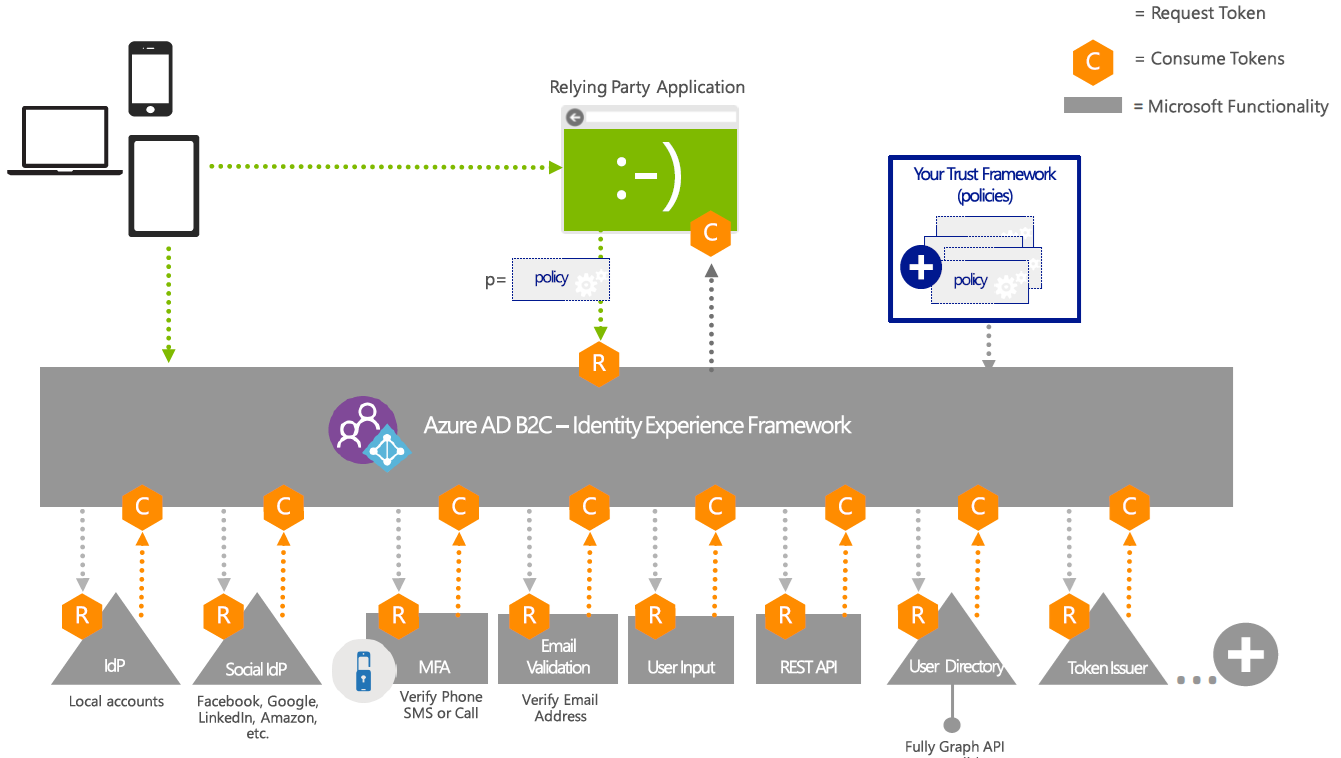 = Request Token
C
= Consume Tokens
= Microsoft Functionality
Relying Party Application
:-)
C
Your Trust Framework
(policies)
policy
p=
policy
R
Azure AD B2C – Identity Experience Framework
C
C
C
C
C
C
C
C
R
R
R
R
R
R
R
R
IdP
Social IdP
MFA
Email
Validation
User Input
REST API
User Directory
Token Issuer
...
Local accounts
Facebook, Google,
LinkedIn, Amazon,
etc.
Verify Phone
SMS or Call
Verify Email
Address
Fully Graph API